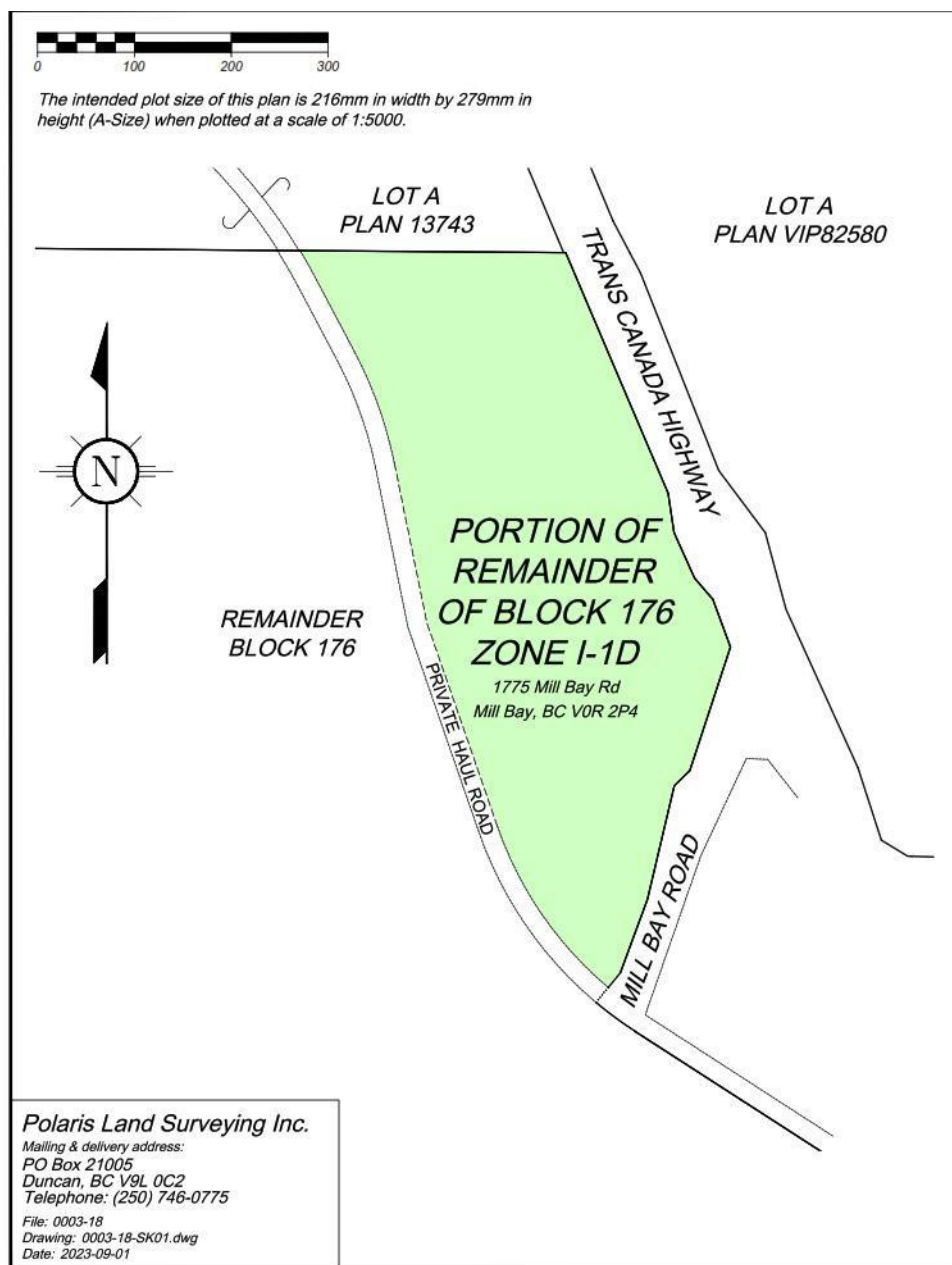 0 100 200 300
The intended plot size of this plan is 216mm in width by 279mm in
height (A-Size) when plotted at a scale of 1:5000.
LOT A
PLAN 13743
LOT A
PLAN VIP82580
TRANS CANADA HIGHWAY
N
PORTION OF
REMAINDER
OF BLOCK 176
ZONE I-1D
1775 Mill Bay Rd
Mill Bay, BC V0R 2P4
REMAINDER
BLOCK 176
PRIVATE HAUL ROAD
MILL BAY ROAD
Polaris Land Surveying Inc.
Mailing & delivery address:
PO Box 21005
Duncan, BC V9L 0C2
Telephone: (250) 746-0775
File: 0003-18
Drawing: 0003-18-SK01.dwg
Date: 2023-09-01